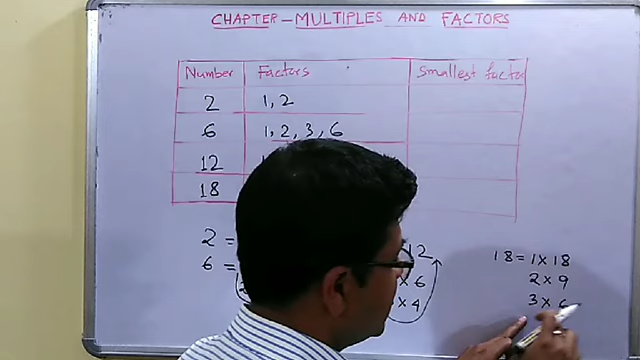 CHAPTER - MULTIPLES AND FACTORS
Number Factors Smallest factor
2 1, 2
6 1, 2, 3, 6
12
18
2 = 12 18 = 1 × 18
6 = × 6 2 × 9
× 4 3 × 6